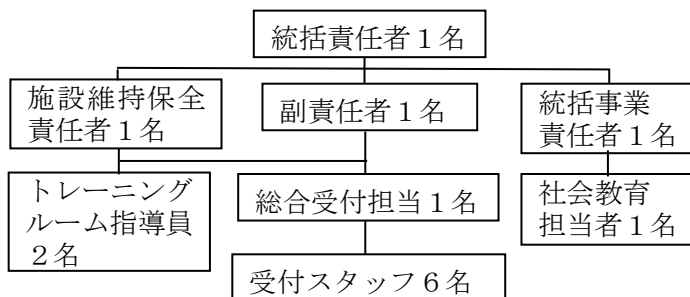 統括責任者１名
施設維持保全
責任者１名
副責任者１名
統括事業
責任者１名
トレーニング
ルーム指導員
２名
総合受付担当１名
社会教育
担当者１名
受付スタッフ６名